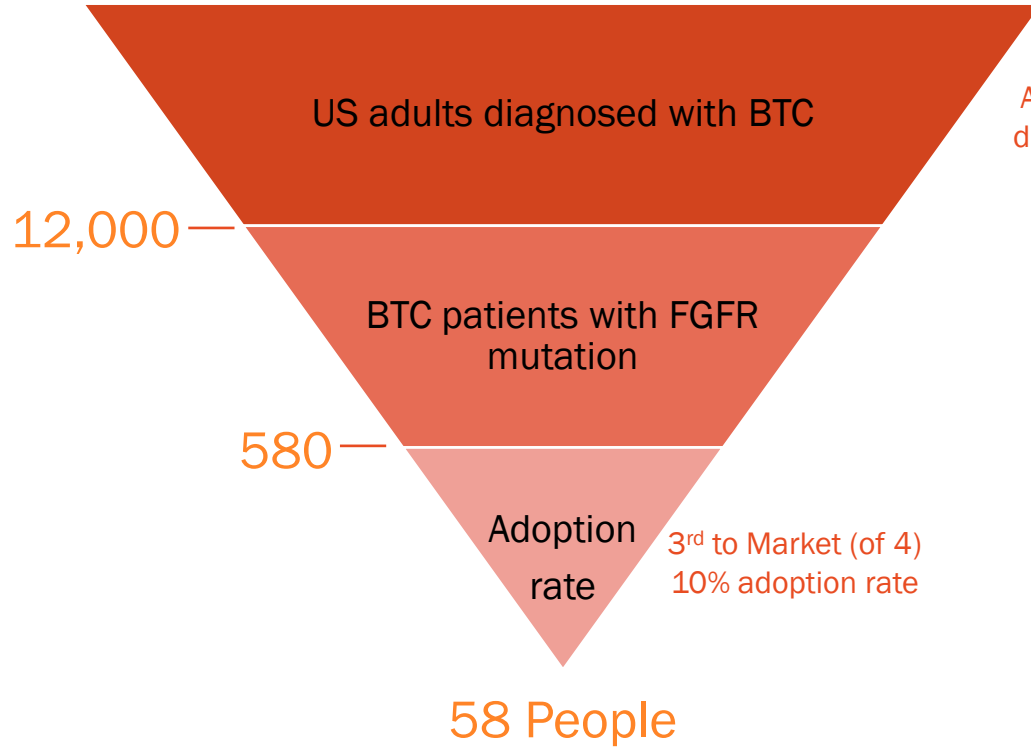 US adults diagnosed with BTC
12,000
BTC patients with FGFR
mutation
580
Adoption
rate
3rd to Market (of 4)
10% adoption rate
58 People